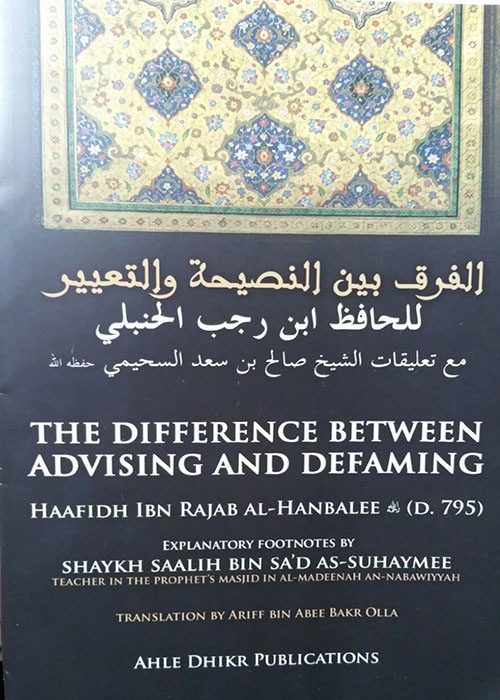 الفرق بين النصيحة والتعيير
للحافظ ابن رجب الحنبلي
مع تعليقات الشيخ صالح بن سعد السحيمي حفظه الله
THE DIFFERENCE BETWEEN
ADVISING AND DEFAMING
HAAFIDH IBN RAJAB AL-HANBALEE (D. 795)
EXPLANATORY FOOTNOTES BY
SHAYKH SAALIH BIN SA'D AS-SUHAYMEE
TEACHER IN THE PROPHET'S MASJID IN AL-MADEENAH AN-NABAWIYYAH
TRANSLATION BY ARIFF BIN ABEE BAKR OLLA
AHLE DHIKR PUBLICATIONS